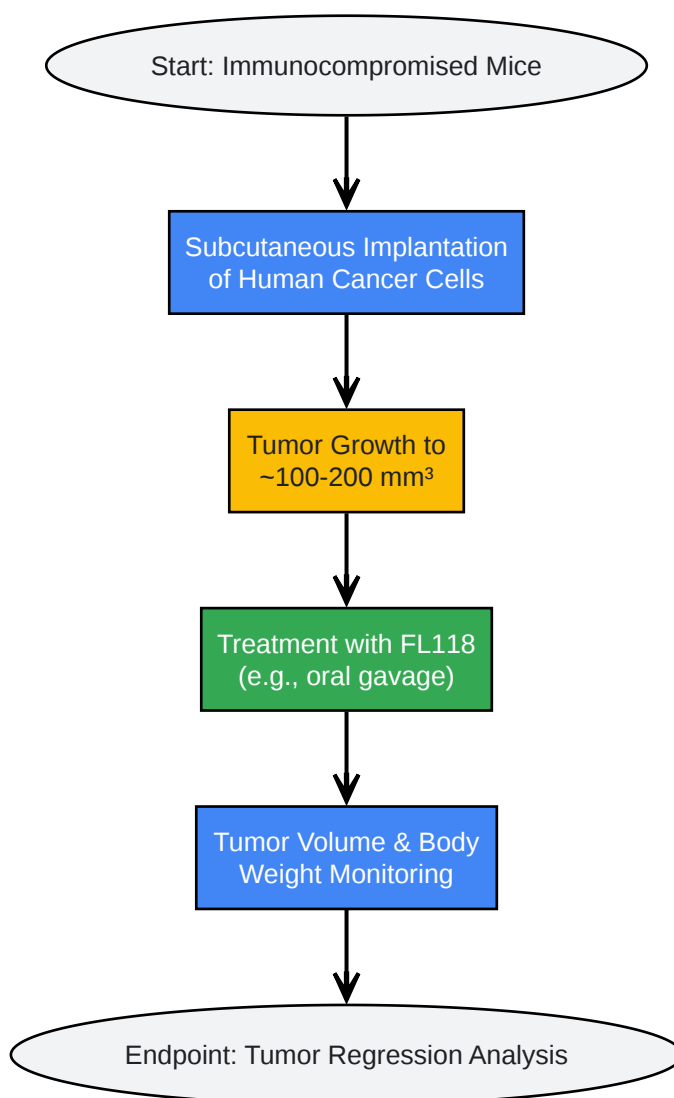 Start: Immunocompromised Mice
Subcutaneous Implantation
of Human Cancer Cells
Tumor Growth to
~100-200 mm³
Treatment with FL118
(e.g., oral gavage)
Tumor Volume & Body
Weight Monitoring
Endpoint: Tumor Regression Analysis